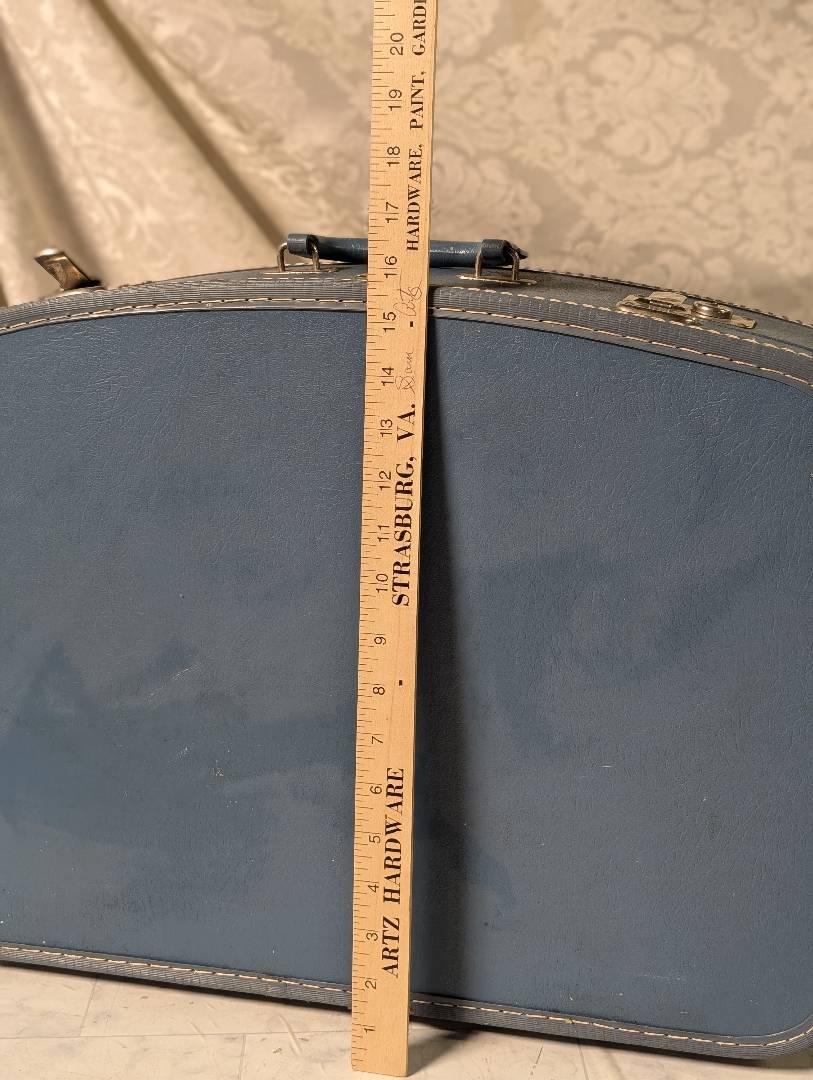 ARTZ HARDWARE - STRASBURG, VA. - HARDWARE, PAINT, GARD
1 2 3 4 5 6 7 8 9 10 11 12 13 14 15 16 17 18 19 20